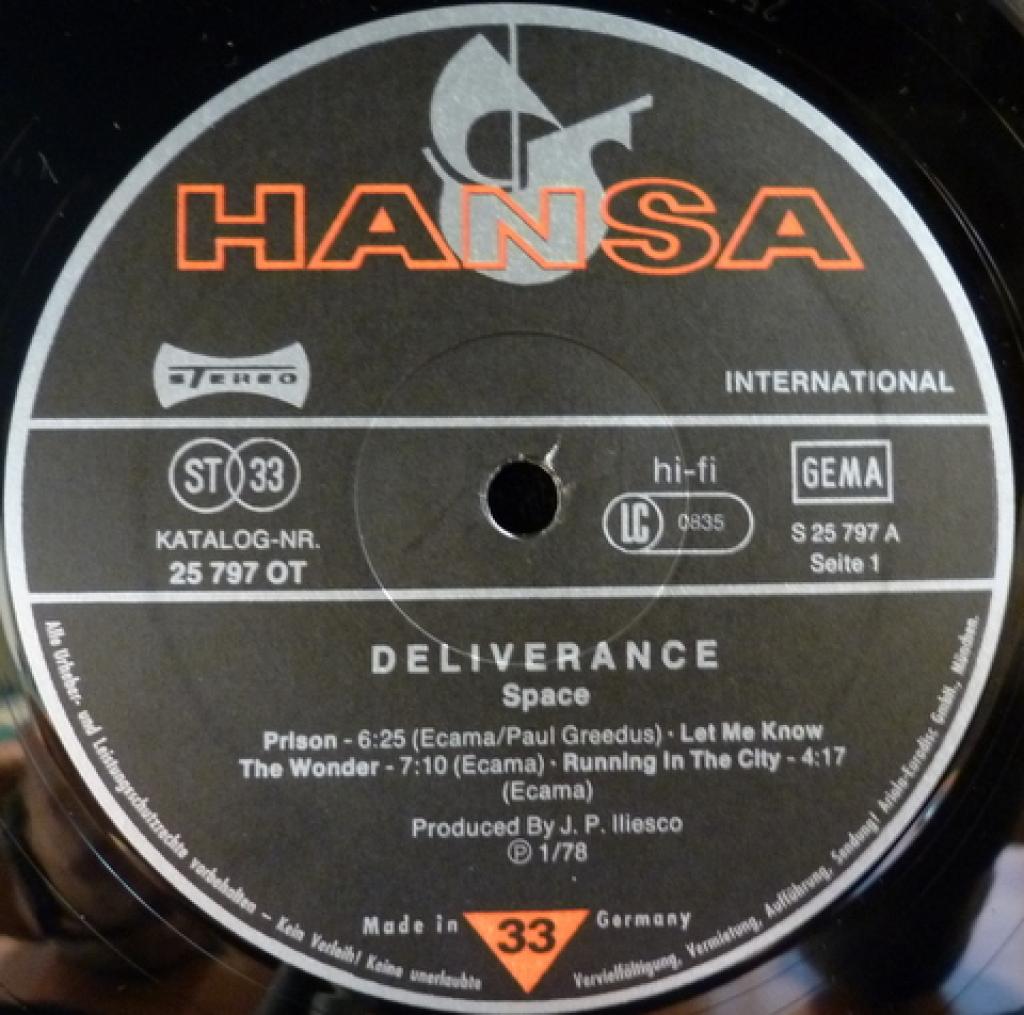 HANSA
STEREO
INTERNATIONAL
ST 33
hi-fi
GEMA
LC 0835
KATALOG-NR.
S 25 797 A
25 797 OT
Seite 1
DELIVERANCE
Space
Prison - 6:25 (Ecama/Paul Greedus) · Let Me Know
The Wonder - 7:10 (Ecama) · Running In The City - 4:17
(Ecama)
Produced By J. P. Iliesco
Ⓟ 1/78
Made in 33 Germany
Alle Urheber- und Leistungsschutzrechte vorbehalten – Kein Verleih! Keine unerlaubte Vervielfältigung, Vermietung, Aufführung, Sendung! Ariola-Eurodisc GmbH., München.